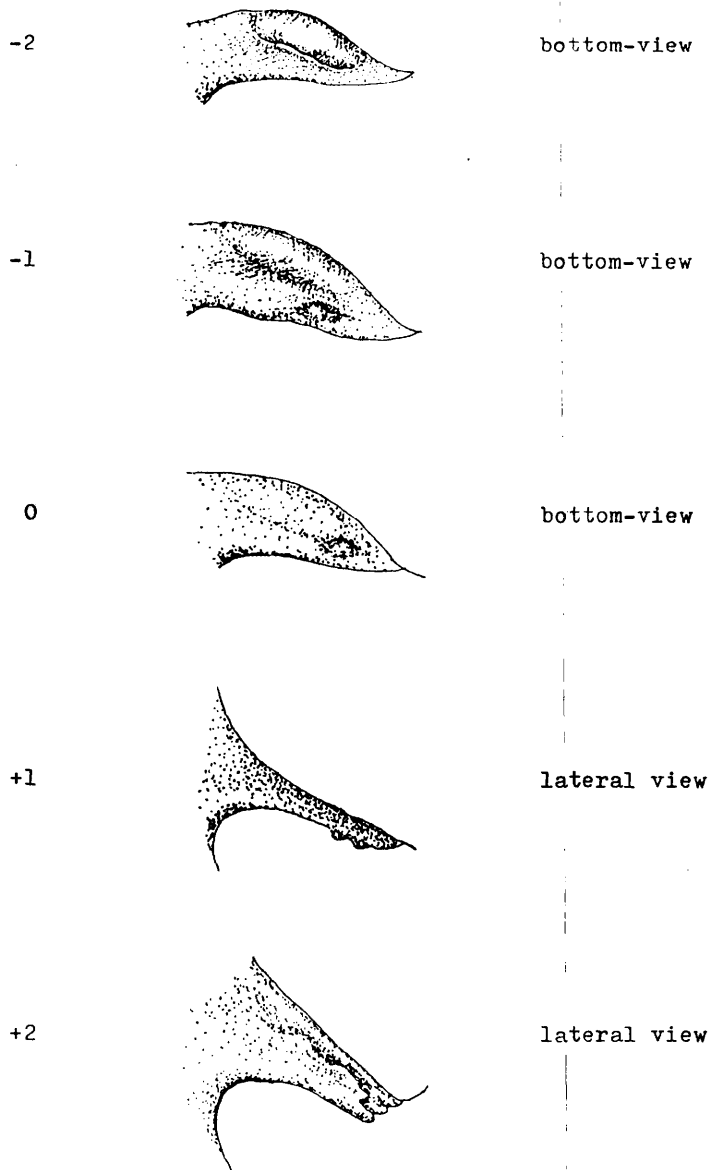 -2 bottom-view
-1 bottom-view
0 bottom-view
+1 lateral view
+2 lateral view